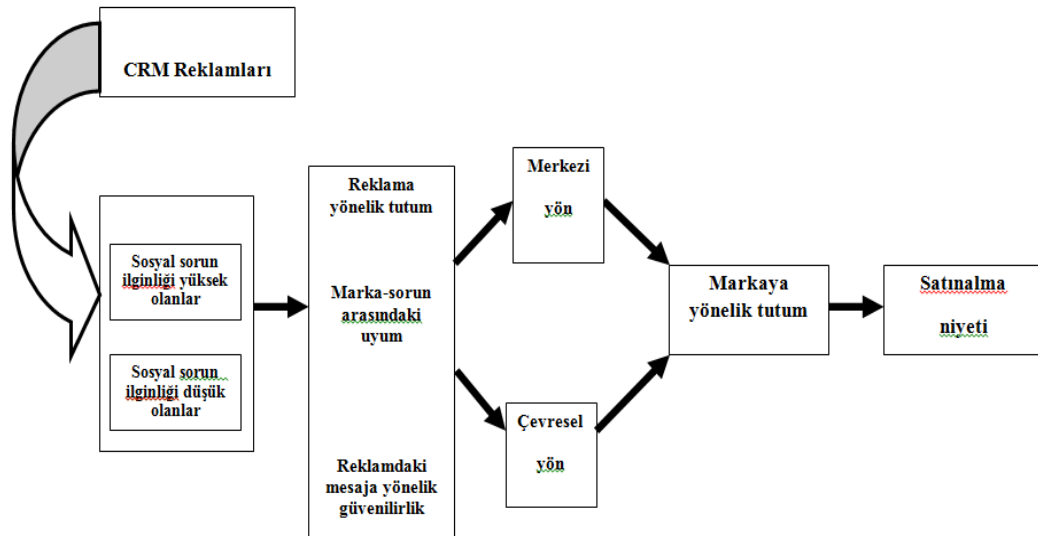 CRM Reklamları
Sosyal sorun
ilginliği yüksek
olanlar
Sosyal sorun
ilginliği düşük
olanlar
Reklama
yönelik tutum
Marka-sorun
arasındaki
uyum
Reklamdaki
mesaja yönelik
güvenilirlik
Merkezi
yön
Çevresel
yön
Markaya
yönelik tutum
Satınalma
niyeti